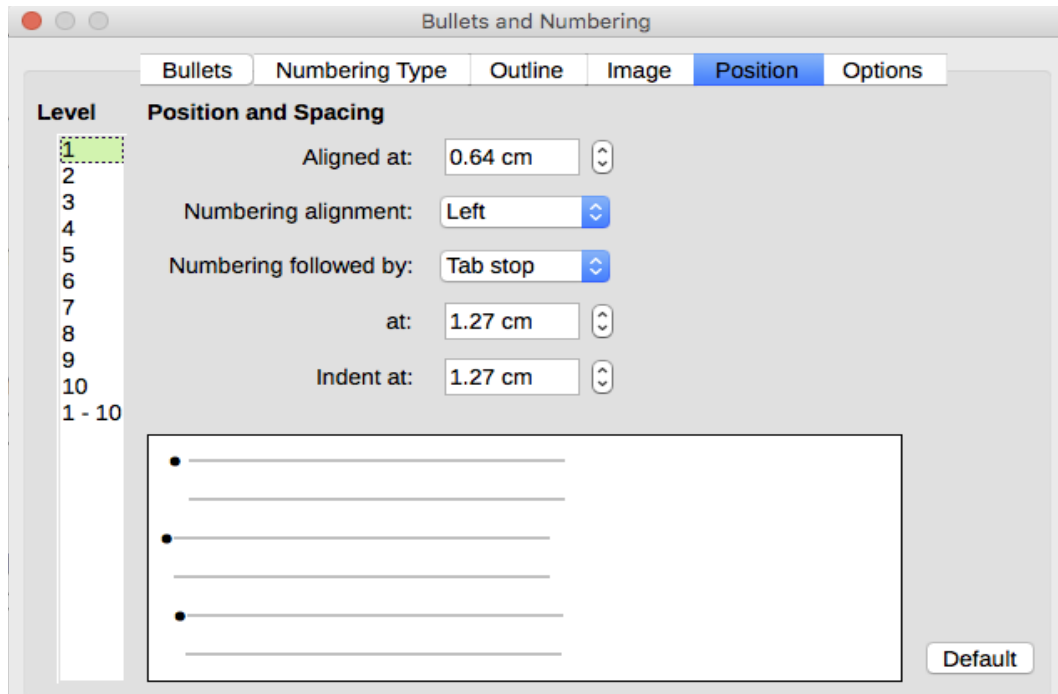 Bullets and Numbering
Bullets Numbering Type Outline Image Position Options
Level Position and Spacing
1
2
3
4
5
6
7
8
9
10
1 - 10
Aligned at: 0.64 cm
Numbering alignment: Left
Numbering followed by: Tab stop
at: 1.27 cm
Indent at: 1.27 cm
Default